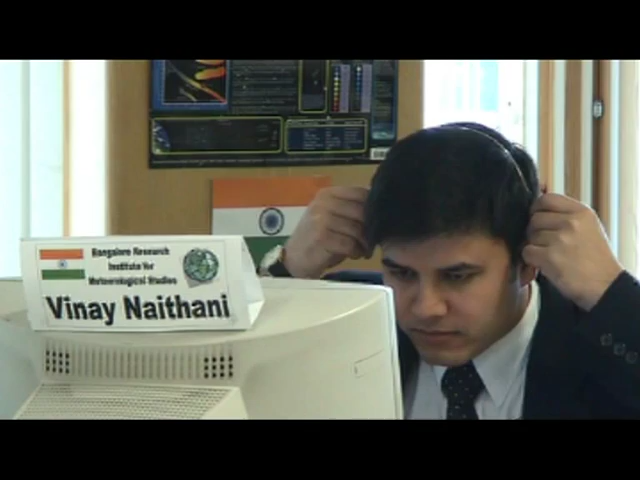 Bangalore Research
Institute for
Meteorological Studies
Vinay Naithani